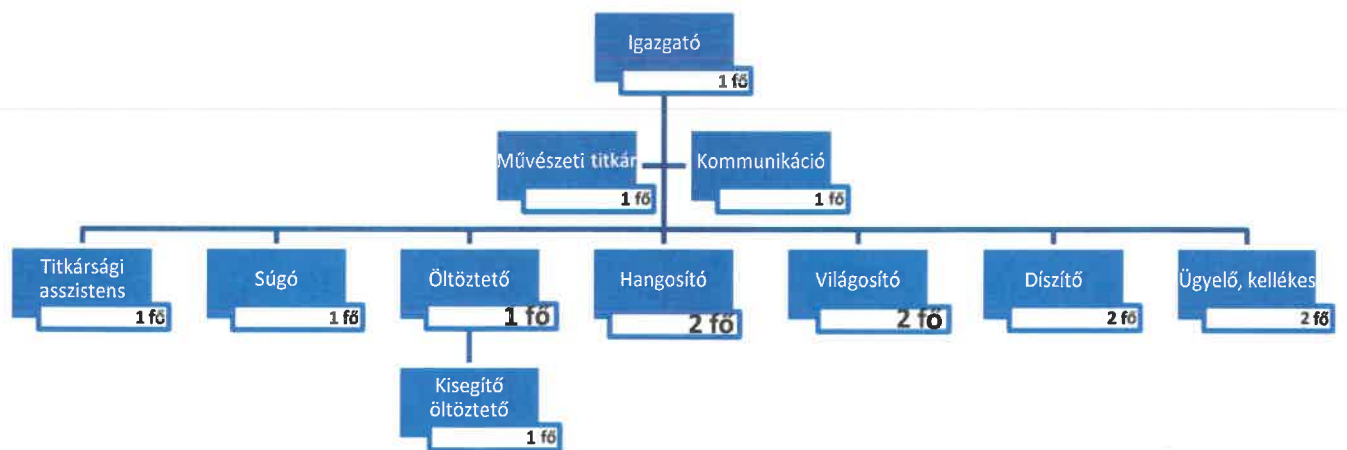 Igazgató
1 fő
Művészeti titkár
1 fő
Kommunikáció
1 fő
Titkársági
asszistens
1 fő
Súgó
1 fő
Öltöztető
1 fő
Hangosító
2 fő
Világosító
2 fő
Díszítő
2 fő
Ügyelő, kellékes
2 fő
Kisegítő
öltöztető
1 fő